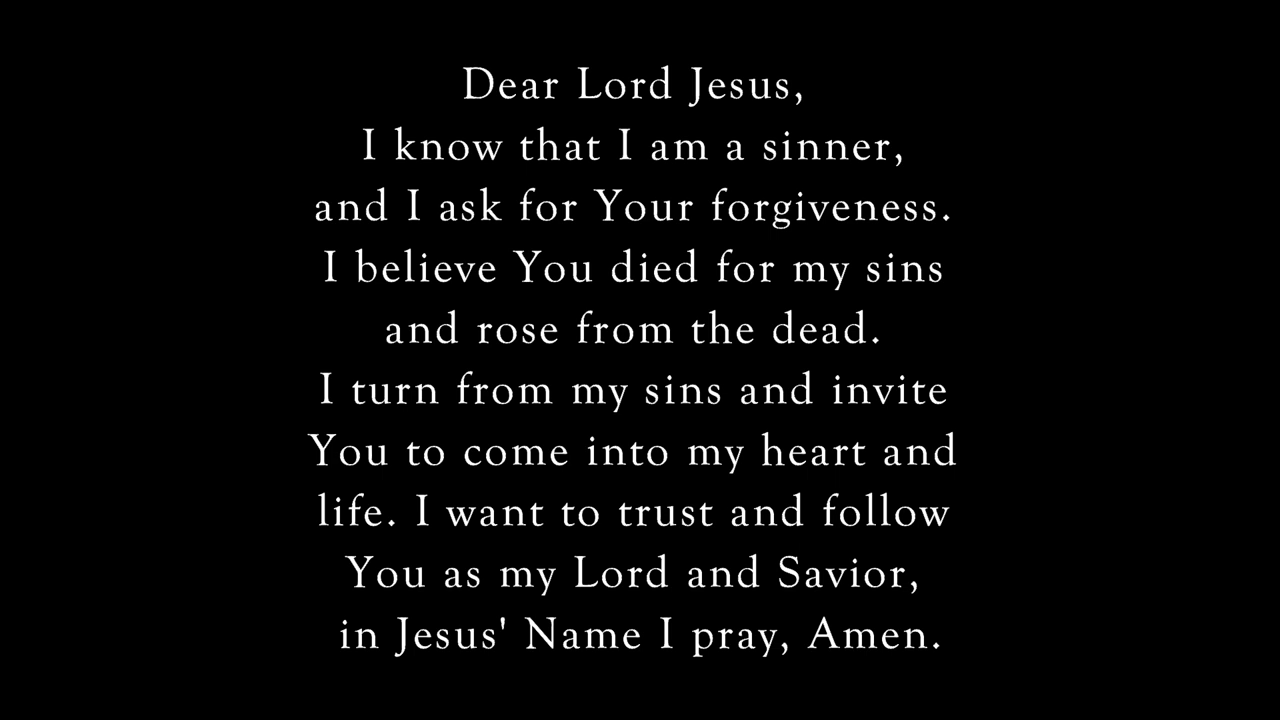 Dear Lord Jesus,
I know that I am a sinner,
and I ask for Your forgiveness.
I believe You died for my sins
and rose from the dead.
I turn from my sins and invite
You to come into my heart and
life. I want to trust and follow
You as my Lord and Savior,
in Jesus' Name I pray, Amen.